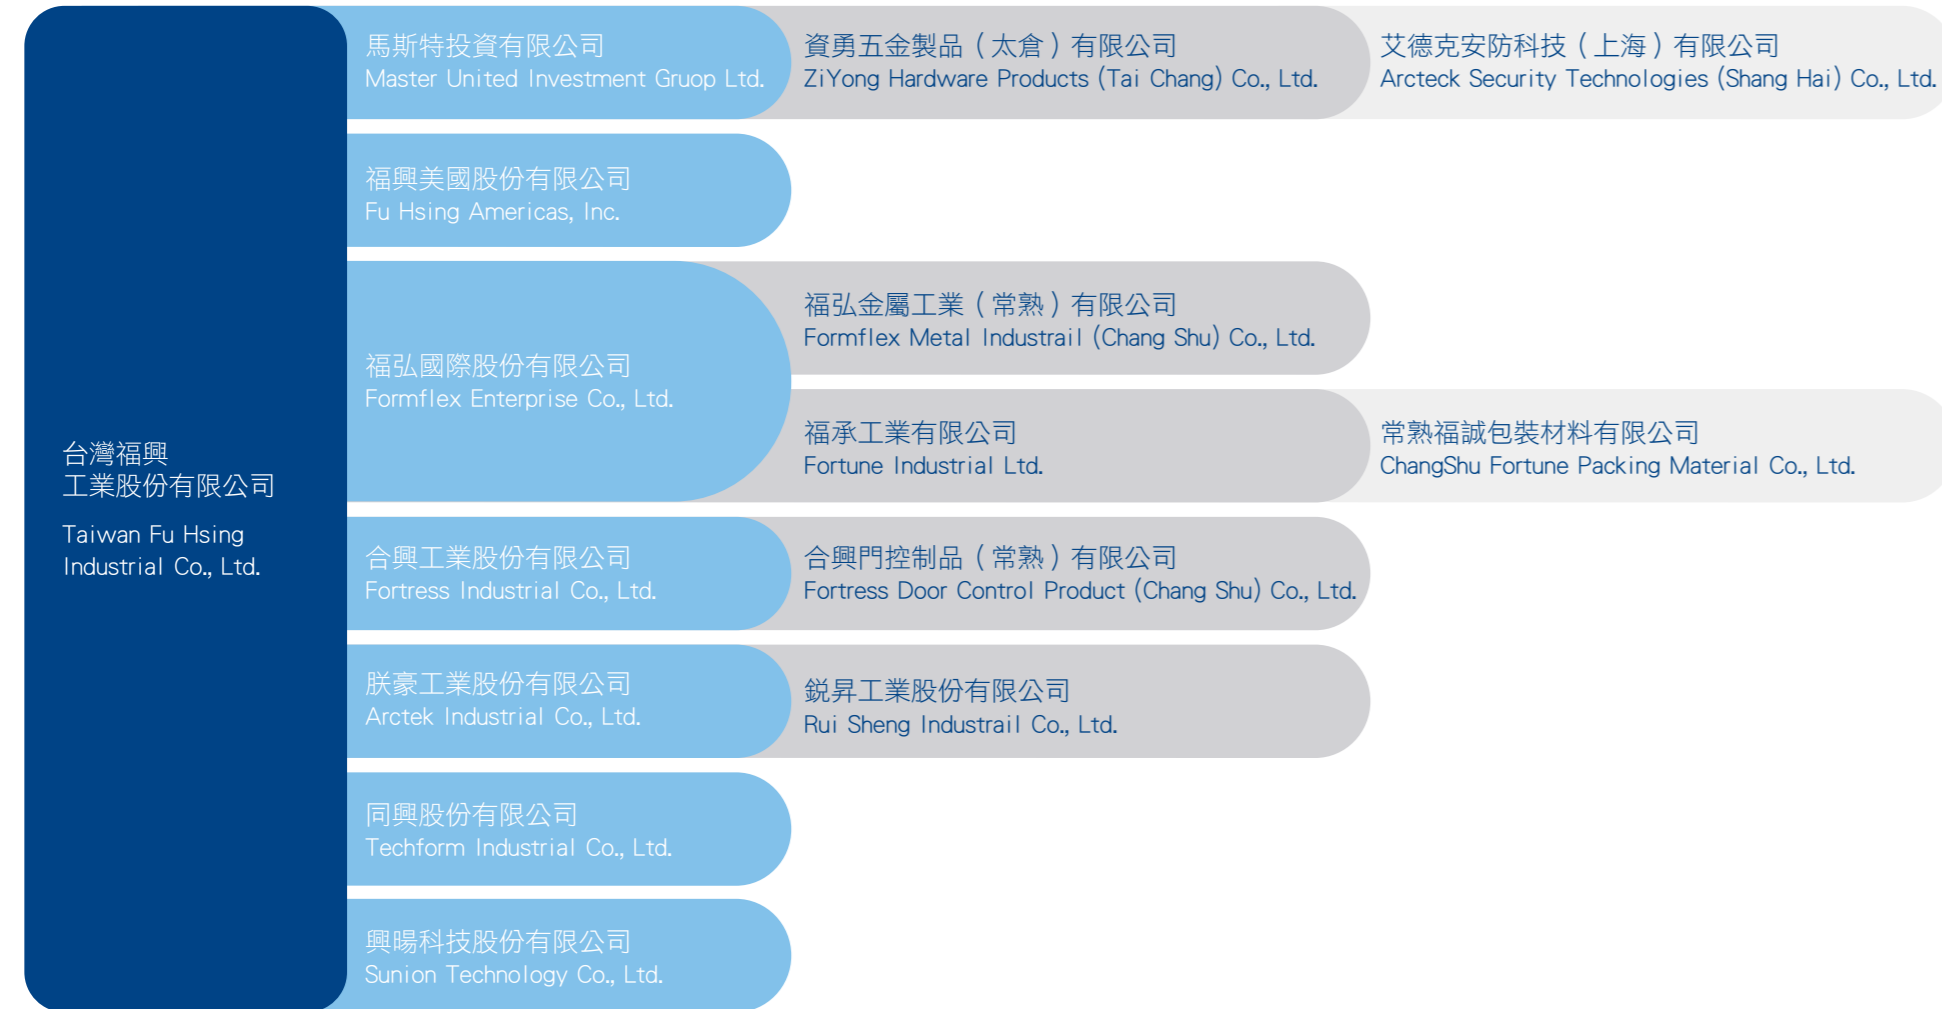 台灣福興
工業股份有限公司
Taiwan Fu Hsing
Industrial Co., Ltd.
馬斯特投資有限公司
Master United Investment Gruop Ltd.
資勇五金製品（太倉）有限公司
ZiYong Hardware Products (Tai Chang) Co., Ltd.
艾德克安防科技（上海）有限公司
Arcteck Security Technologies (Shang Hai) Co., Ltd.
福興美國股份有限公司
Fu Hsing Americas, Inc.
福弘國際股份有限公司
Formflex Enterprise Co., Ltd.
福弘金屬工業（常熟）有限公司
Formflex Metal Industrail (Chang Shu) Co., Ltd.
福承工業有限公司
Fortune Industrial Ltd.
常熟福誠包裝材料有限公司
ChangShu Fortune Packing Material Co., Ltd.
合興工業股份有限公司
Fortress Industrial Co., Ltd.
合興門控制品（常熟）有限公司
Fortress Door Control Product (Chang Shu) Co., Ltd.
朕豪工業股份有限公司
Arctek Industrial Co., Ltd.
鋭昇工業股份有限公司
Rui Sheng Industrail Co., Ltd.
同興股份有限公司
Techform Industrial Co., Ltd.
興暘科技股份有限公司
Sunion Technology Co., Ltd.